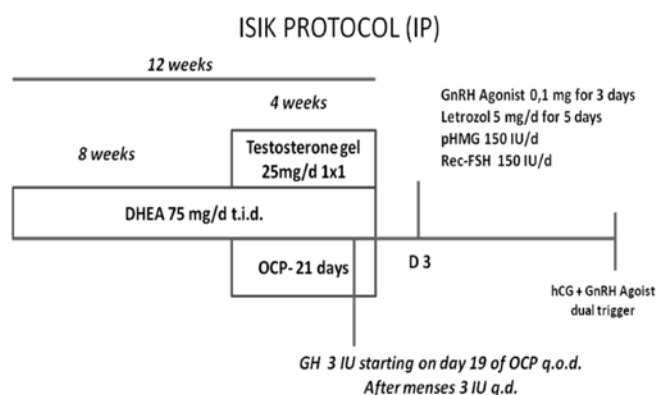 ISIK PROTOCOL (IP)
12 weeks
4 weeks
8 weeks
Testosterone gel
25mg/d 1x1
DHEA 75 mg/d t.i.d.
OCP- 21 days
GH 3 IU starting on day 19 of OCP q.o.d.
After menses 3 IU q.d.
GnRH Agonist 0,1 mg for 3 days
Letrozol 5 mg/d for 5 days
pHMG 150 IU/d
Rec-FSH 150 IU/d
D 3
hCG + GnRH Agoist
dual trigger